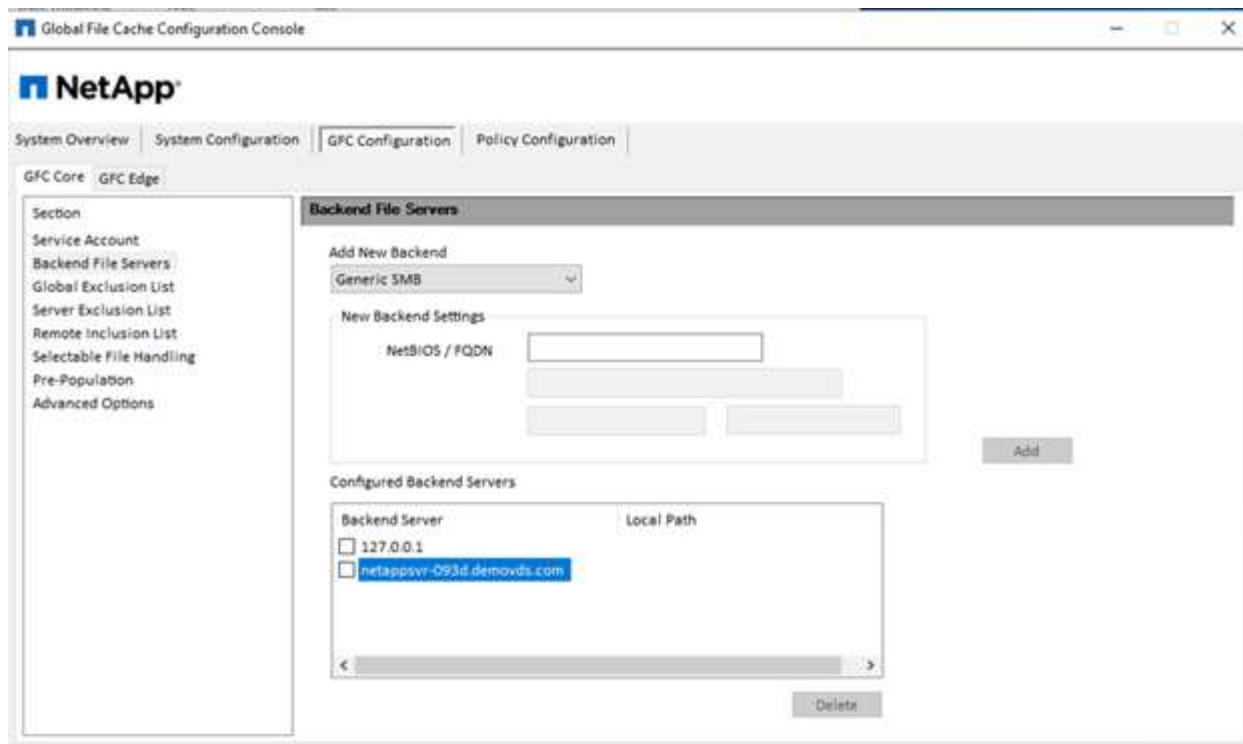 Global File Cache Configuration Console
NetApp
System Overview System Configuration GFC Configuration Policy Configuration
GFC Core GFC Edge
Section
Service Account
Backend File Servers
Global Exclusion List
Server Exclusion List
Remote Inclusion List
Selectable File Handling
Pre-Population
Advanced Options
Backend File Servers
Add New Backend
Generic SMB
New Backend Settings
NetBIOS / FQDN
Add
Configured Backend Servers
Backend Server Local Path
127.0.0.1
netappsvr-093d.demovds.com
Delete